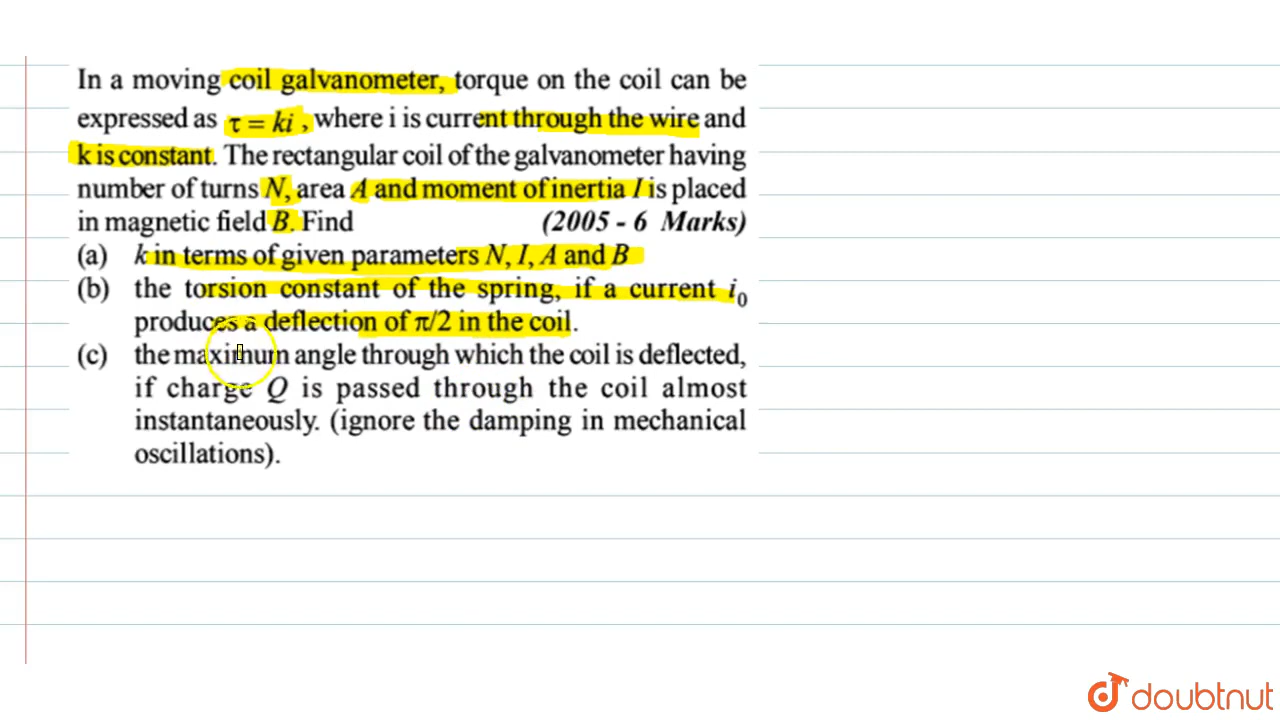 In a moving coil galvanometer, torque on the coil can be
expressed as τ = ki , where i is current through the wire and
k is constant. The rectangular coil of the galvanometer having
number of turns N, area A and moment of inertia I is placed
in magnetic field B. Find (2005 - 6 Marks)
(a) k in terms of given parameters N, I, A and B
(b) the torsion constant of the spring, if a current i₀
produces a deflection of π/2 in the coil.
(c) the maximum angle through which the coil is deflected,
if charge Q is passed through the coil almost
instantaneously. (ignore the damping in mechanical
oscillations).
doubtnut